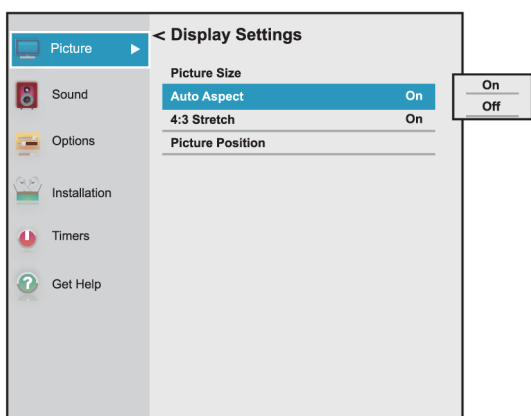 Picture
Sound
Options
Installation
Timers
Get Help
< Display Settings
Picture Size
Auto Aspect On
4:3 Stretch On
Picture Position
On
Off